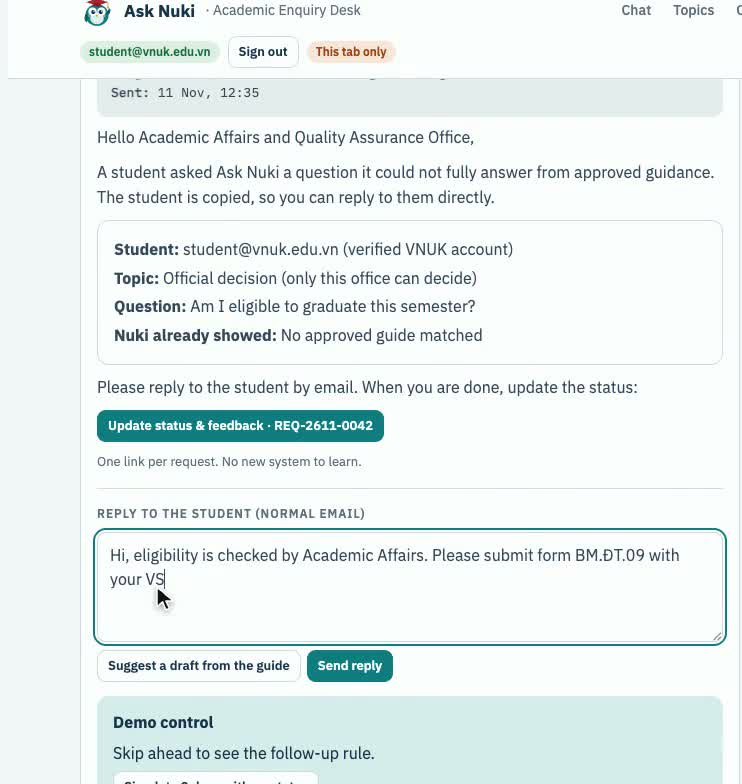 Ask Nuki · Academic Enquiry Desk
Chat Topics
student@vnuk.edu.vn Sign out This tab only
Sent: 11 Nov, 12:35
Hello Academic Affairs and Quality Assurance Office,
A student asked Ask Nuki a question it could not fully answer from approved guidance.
The student is copied, so you can reply to them directly.
Student: student@vnuk.edu.vn (verified VNUK account)
Topic: Official decision (only this office can decide)
Question: Am I eligible to graduate this semester?
Nuki already showed: No approved guide matched
Please reply to the student by email. When you are done, update the status:
Update status & feedback · REQ-2611-0042
One link per request. No new system to learn.
REPLY TO THE STUDENT (NORMAL EMAIL)
Hi, eligibility is checked by Academic Affairs. Please submit form BM.ĐT.09 with
your VS
Suggest a draft from the guide Send reply
Demo control
Skip ahead to see the follow-up rule.